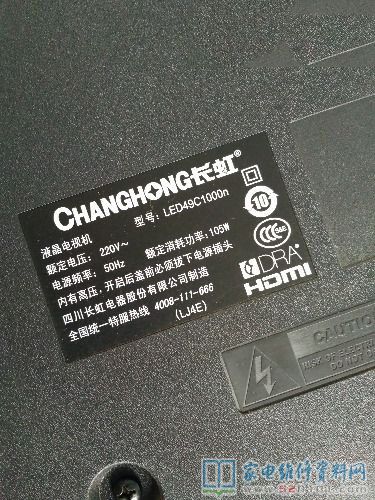 CHANGHONG长虹®
液晶电视机 型号: LED49C1000n
额定电压: 220V~ 额定消耗功率: 105W
电源频率: 50Hz
内有高压，开启后盖前必须拔下电源插头
四川长虹电器股份有限公司制造
全国统一特服热线 4008-111-666
(LJ4E)
10
CCC
DRA
HDMI
CAUTION
家电维修资料网